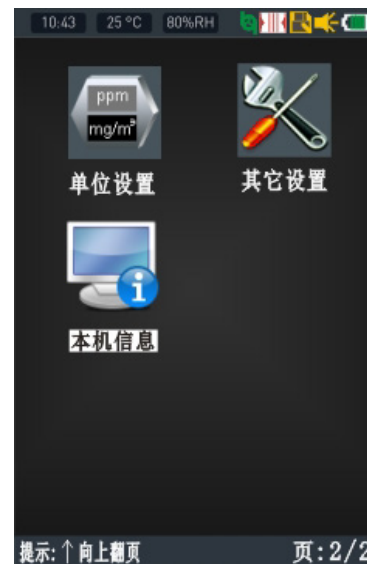 10:43 25℃ 80%RH
ppm
mg/m³
单位设置 其它设置
i
本机信息
提示:↑向上翻页 页:2/2